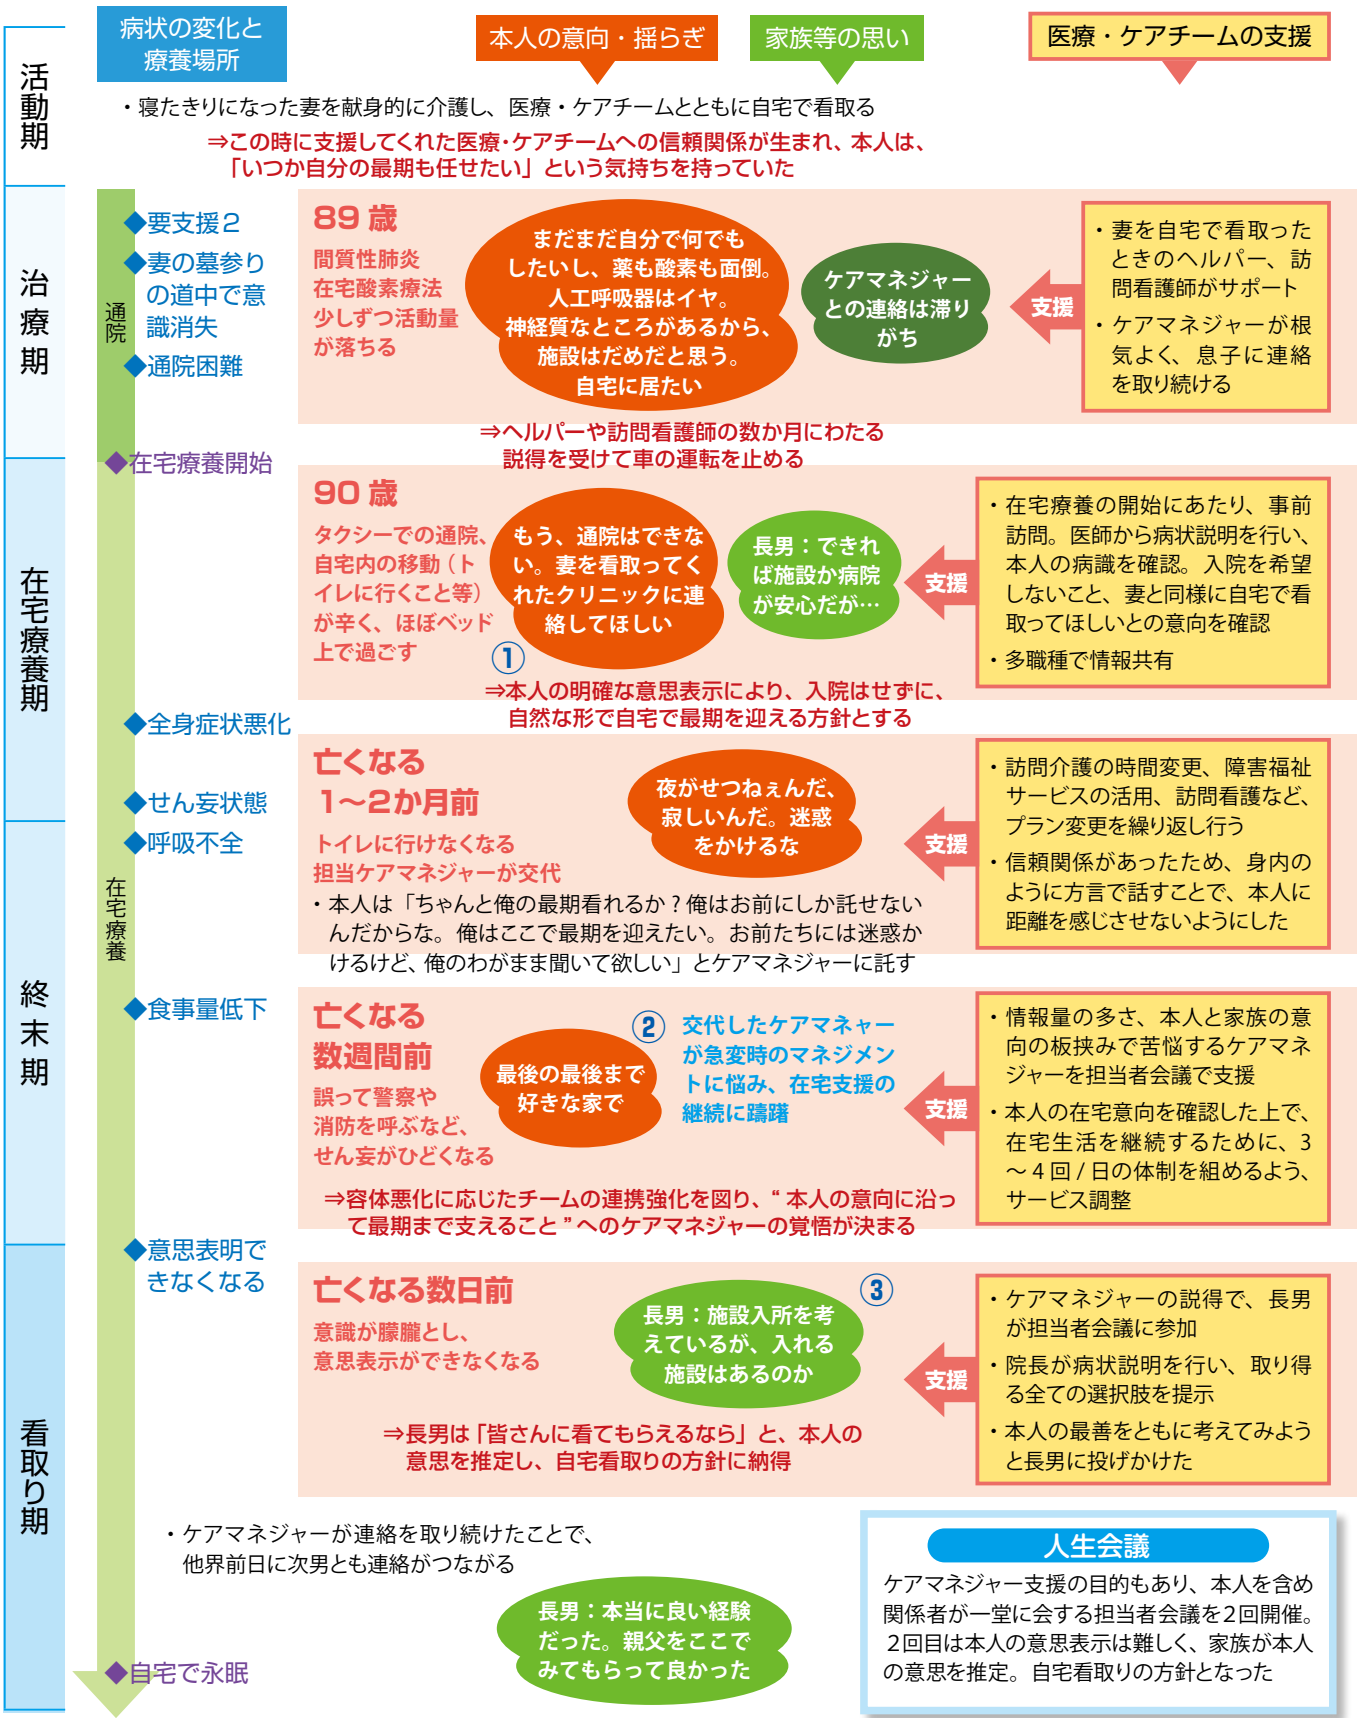 病状の変化と
療養場所
本人の意向・揺らぎ
家族等の思い
医療・ケアチームの支援
活動期
・寝たきりになった妻を献身的に介護し、医療・ケアチームとともに自宅で看取る
⇒この時に支援してくれた医療・ケアチームへの信頼関係が生まれ、本人は、
「いつか自分の最期も任せたい」という気持ちを持っていた
治療期
通院
◆要支援２
◆妻の墓参り
の道中で意
識消失
◆通院困難
89 歳
間質性肺炎
在宅酸素療法
少しずつ活動量
が落ちる
まだまだ自分で何でも
したいし、薬も酸素も面倒。
人工呼吸器はイヤ。
神経質なところがあるから、
施設はだめだと思う。
自宅に居たい
ケアマネジャー
との連絡は滞り
がち
支援
・妻を自宅で看取った
ときのヘルパー、訪
問看護師がサポート
・ケアマネジャーが根
気よく、息子に連絡
を取り続ける
⇒ヘルパーや訪問看護師の数か月にわたる
説得を受けて車の運転を止める
◆在宅療養開始
在宅療養期
90 歳
タクシーでの通院、
自宅内の移動（ト
イレに行くこと等）
が辛く、ほぼベッド
上で過ごす
もう、通院はできな
い。妻を看取ってく
れたクリニックに連
絡してほしい
①
長男：できれ
ば施設か病院
が安心だが…
支援
・在宅療養の開始にあたり、事前
訪問。医師から病状説明を行い、
本人の病識を確認。入院を希望
しないこと、妻と同様に自宅で看
取ってほしいとの意向を確認
・多職種で情報共有
⇒本人の明確な意思表示により、入院はせずに、
自然な形で自宅で最期を迎える方針とする
◆全身症状悪化
◆せん妄状態
◆呼吸不全
在宅療養
亡くなる
１～２か月前
トイレに行けなくなる
担当ケアマネジャーが交代
夜がせつねぇんだ、
寂しいんだ。迷惑
をかけるな
支援
・訪問介護の時間変更、障害福祉
サービスの活用、訪問看護など、
プラン変更を繰り返し行う
・信頼関係があったため、身内の
ように方言で話すことで、本人に
距離を感じさせないようにした
・本人は「ちゃんと俺の最期看れるか？俺はお前にしか託せない
んだからな。俺はここで最期を迎えたい。お前たちには迷惑か
けるけど、俺のわがまま聞いて欲しい」とケアマネジャーに託す
終末期
◆食事量低下
亡くなる
数週間前
誤って警察や
消防を呼ぶなど、
せん妄がひどくなる
最後の最後まで
好きな家で
②
交代したケアマネャー
が急変時のマネジメン
トに悩み、在宅支援の
継続に躊躇
支援
・情報量の多さ、本人と家族の意
向の板挟みで苦悩するケアマネ
ジャーを担当者会議で支援
・本人の在宅意向を確認した上で、
在宅生活を継続するために、3
～4 回 / 日の体制を組めるよう、
サービス調整
⇒容体悪化に応じたチームの連携強化を図り、“ 本人の意向に沿っ
て最期まで支えること ” へのケアマネジャーの覚悟が決まる
看取り期
◆意思表明で
きなくなる
亡くなる数日前
意識が朦朧とし、
意思表示ができなくなる
長男：施設入所を考
えているが、入れる
施設はあるのか
③
支援
・ケアマネジャーの説得で、長男
が担当者会議に参加
・院長が病状説明を行い、取り得
る全ての選択肢を提示
・本人の最善をともに考えてみよう
と長男に投げかけた
⇒長男は「皆さんに看てもらえるなら」と、本人の
意思を推定し、自宅看取りの方針に納得
・ケアマネジャーが連絡を取り続けたことで、
他界前日に次男とも連絡がつながる
長男：本当に良い経験
だった。親父をここで
みてもらって良かった
◆自宅で永眠
人生会議
ケアマネジャー支援の目的もあり、本人を含め
関係者が一堂に会する担当者会議を２回開催。
２回目は本人の意思表示は難しく、家族が本人
の意思を推定。自宅看取りの方針となった